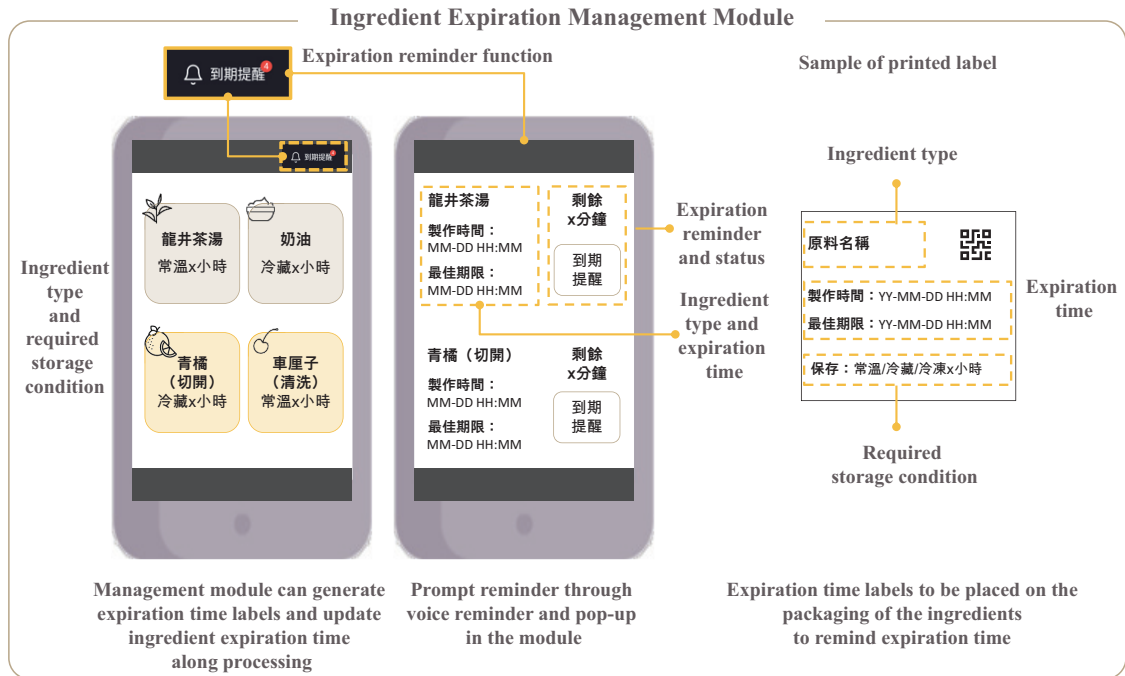 Ingredient Expiration Management Module
到期提醒
4
Expiration reminder function
Sample of printed label
到期提醒
Ingredient
type
and
required
storage
condition
龍井茶湯
常溫x小時
奶油
冷藏x小時
青橘
（切開）
冷藏x小時
車厘子
（清洗）
常溫x小時
龍井茶湯
製作時間：
MM-DD HH:MM
最佳期限：
MM-DD HH:MM
剩餘
x分鐘
到期
提醒
青橘（切開）
製作時間：
MM-DD HH:MM
最佳期限：
MM-DD HH:MM
剩餘
x分鐘
到期
提醒
Expiration
reminder
and status
Ingredient
type and
expiration
time
Ingredient type
原料名稱
製作時間：YY-MM-DD HH:MM
最佳期限：YY-MM-DD HH:MM
保存：常溫/冷藏/冷凍x小時
Expiration
time
Required
storage condition
Management module can generate
expiration time labels and update
ingredient expiration time
along processing
Prompt reminder through
voice reminder and pop-up
in the module
Expiration time labels to be placed on the
packaging of the ingredients
to remind expiration time